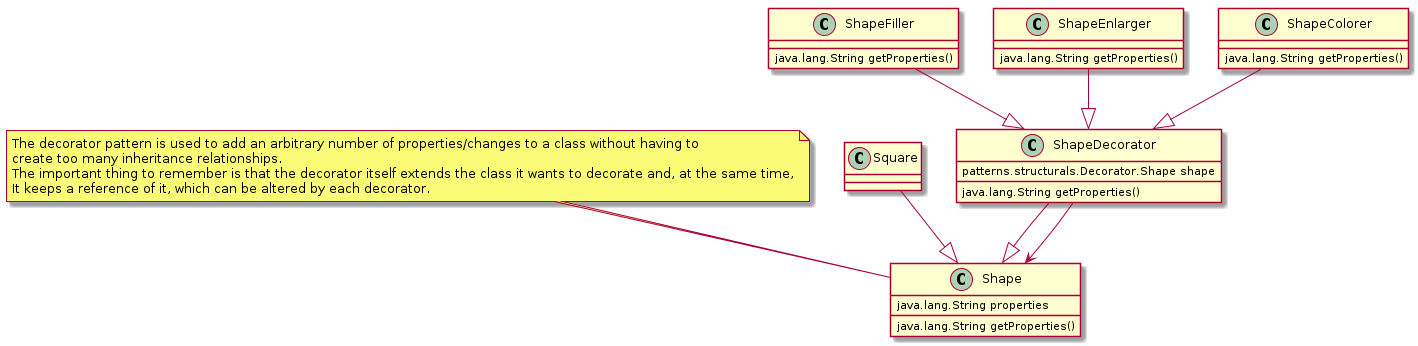 C ShapeFiller
java.lang.String getProperties()
C ShapeEnlarger
java.lang.String getProperties()
C ShapeColorer
java.lang.String getProperties()
The decorator pattern is used to add an arbitrary number of properties/changes to a class without having to
create too many inheritance relationships.
The important thing to remember is that the decorator itself extends the class it wants to decorate and, at the same time,
It keeps a reference of it, which can be altered by each decorator.
C Square
C ShapeDecorator
patterns.structurals.Decorator.Shape shape
java.lang.String getProperties()
C Shape
java.lang.String properties
java.lang.String getProperties()